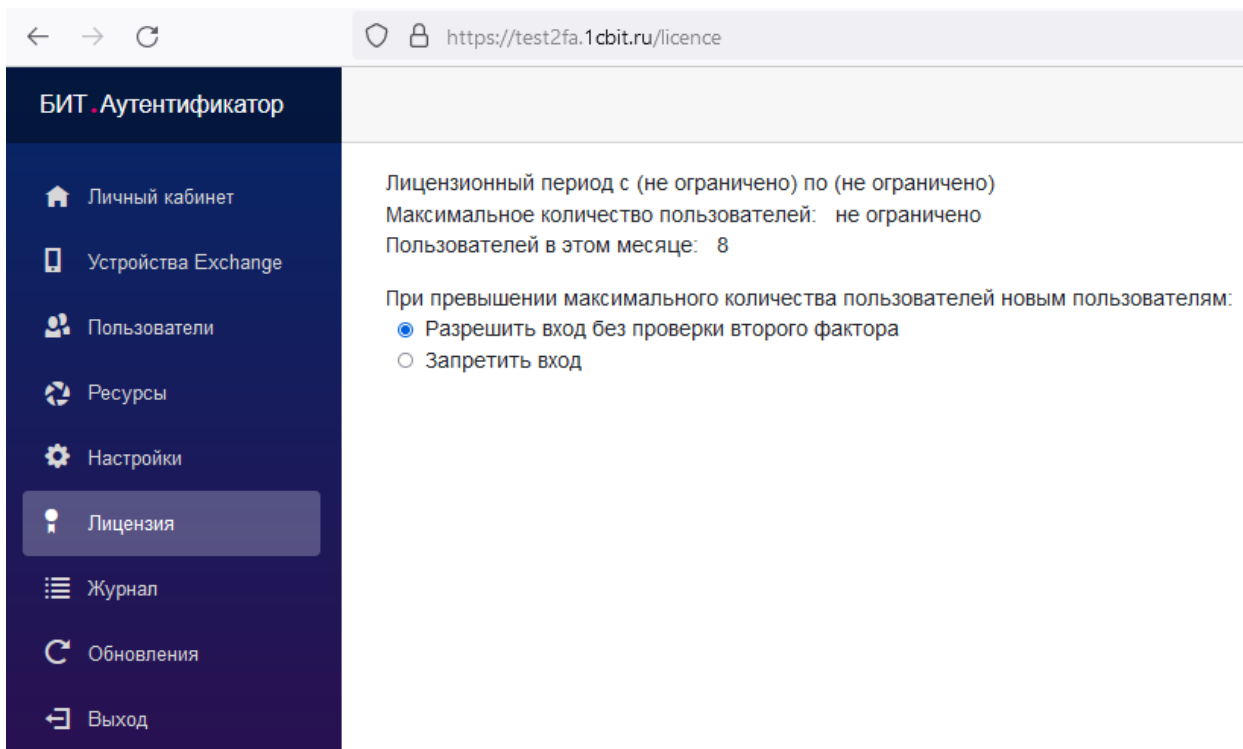 https://test2fa.1cbit.ru/licence
БИТ.Аутентификатор
Личный кабинет
Устройства Exchange
Пользователи
Ресурсы
Настройки
Лицензия
Журнал
Обновления
Выход
Лицензионный период с (не ограничено) по (не ограничено)
Максимальное количество пользователей: не ограничено
Пользователей в этом месяце: 8
При превышении максимального количества пользователей новым пользователям:
Разрешить вход без проверки второго фактора
Запретить вход